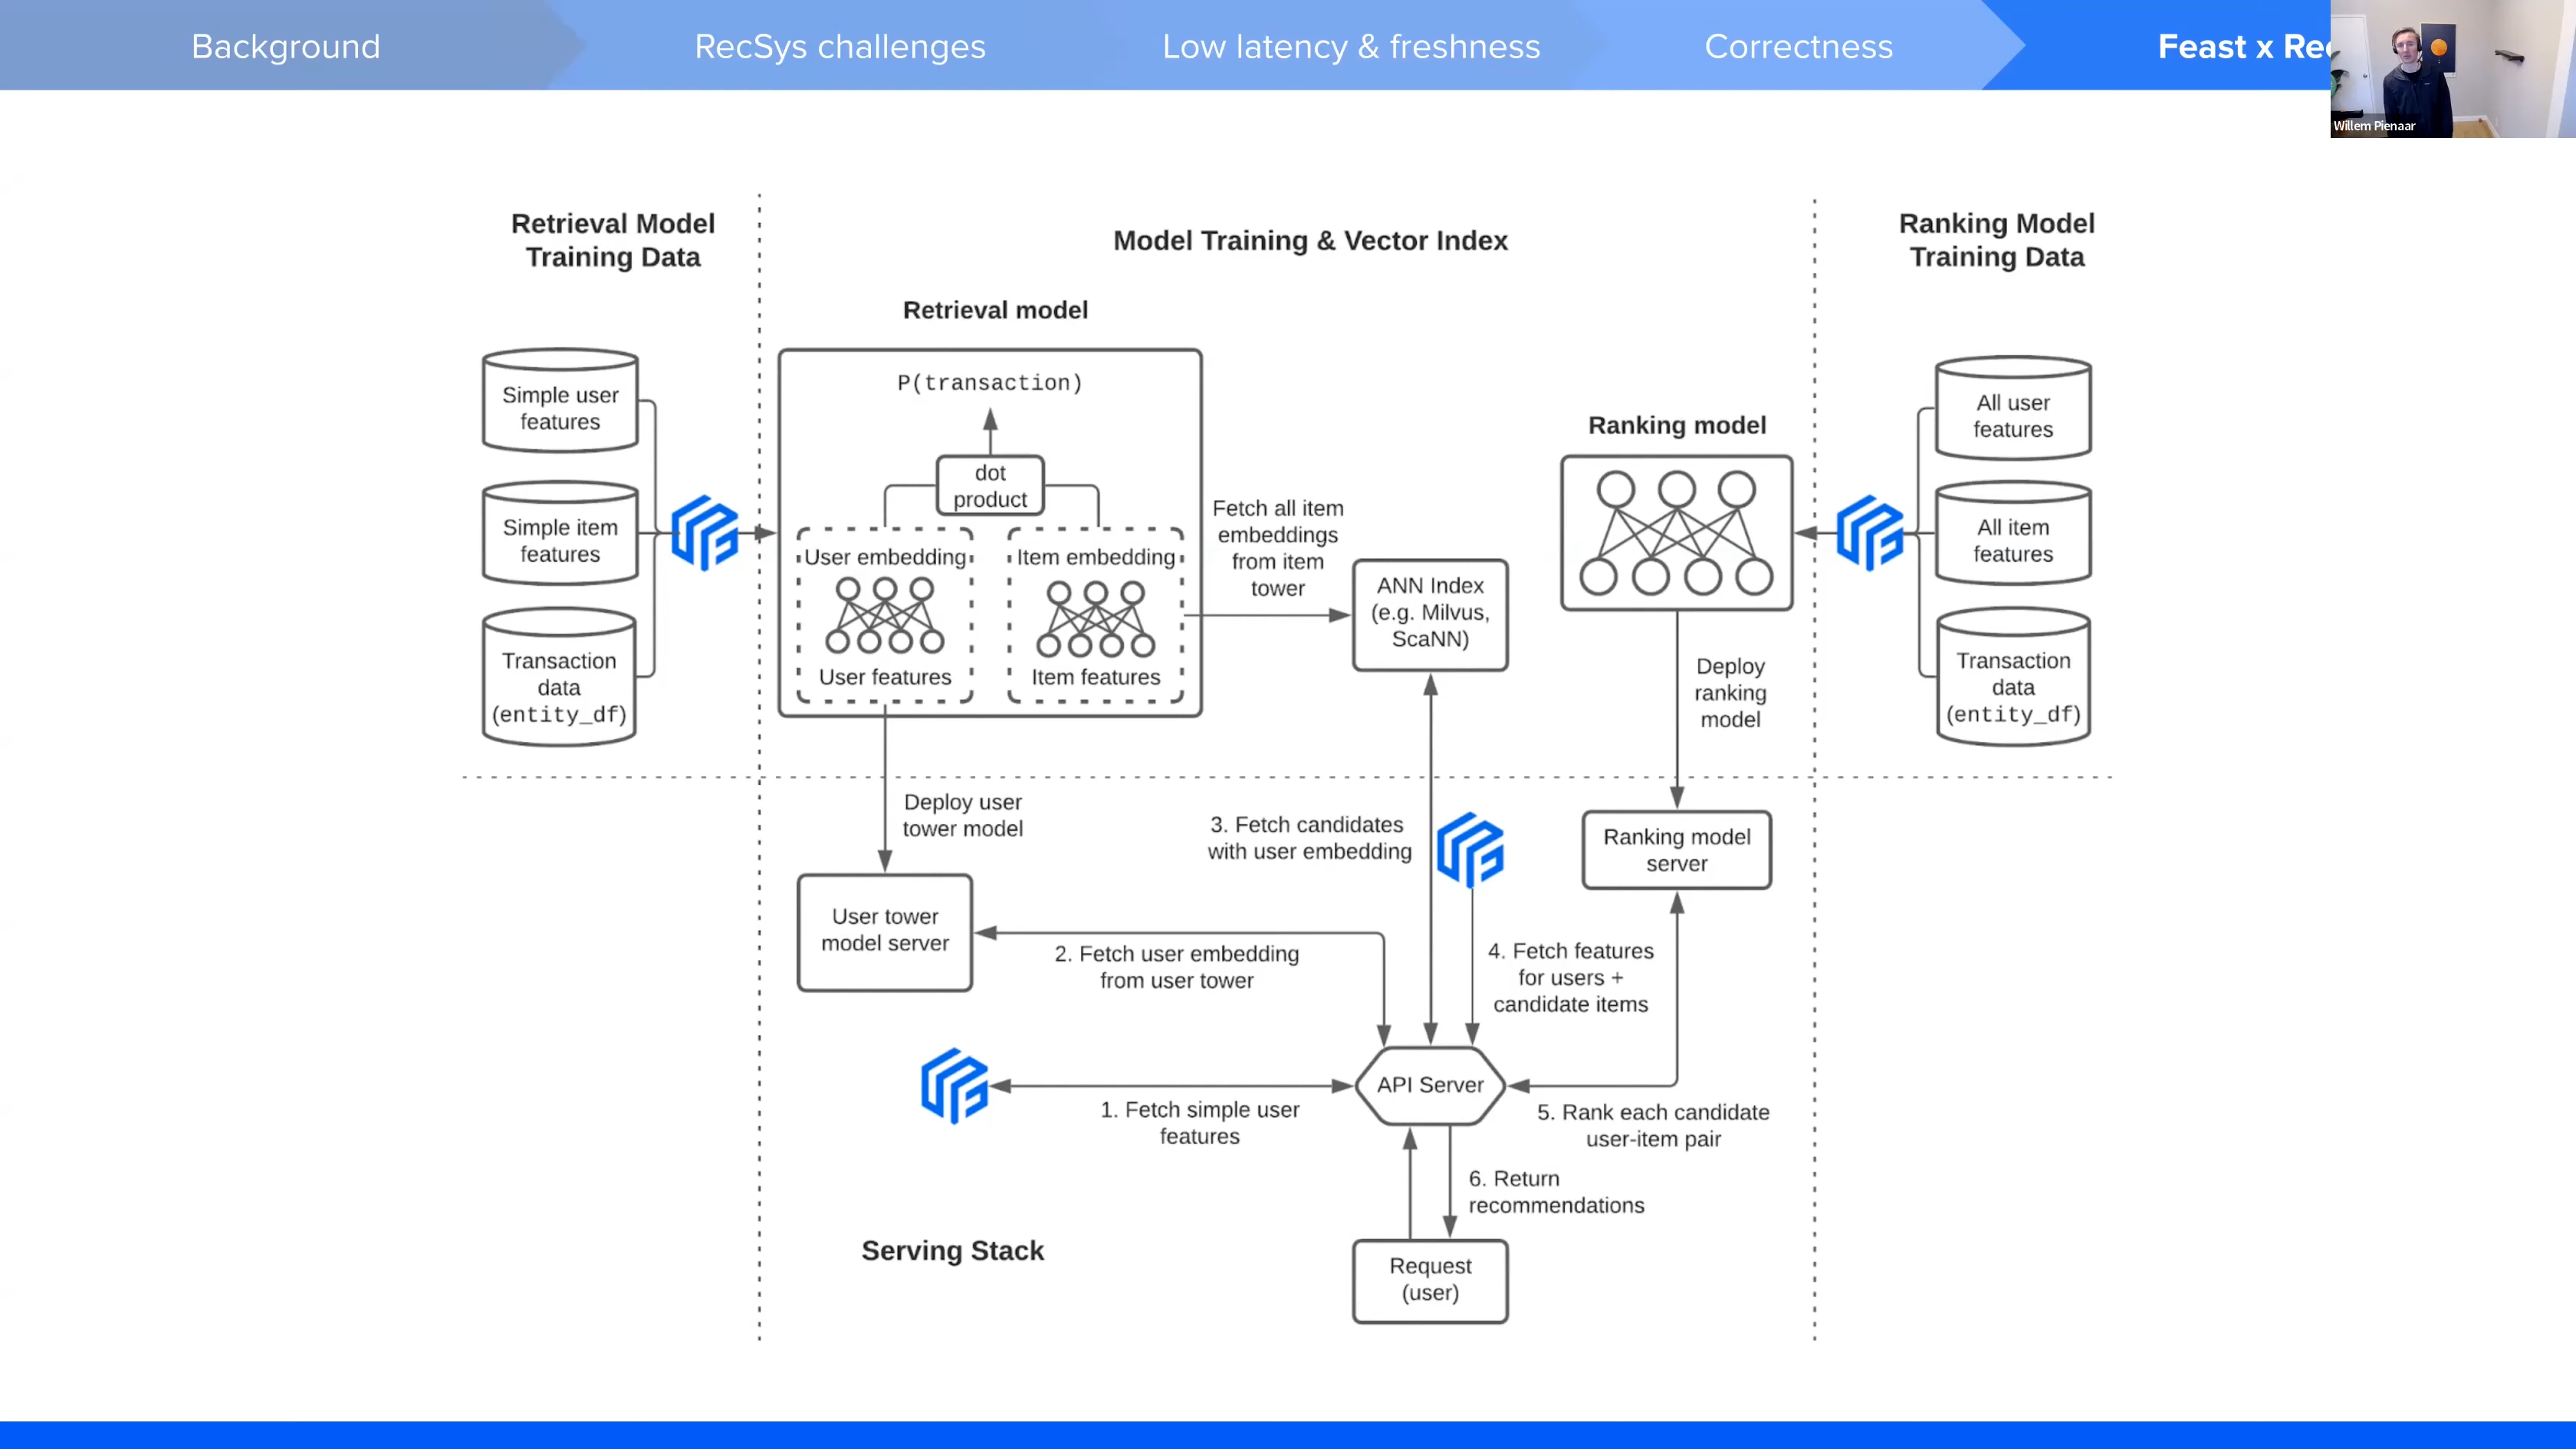 Background
RecSys challenges
Low latency & freshness
Correctness
Feast x
Willem Pienaar
Retrieval Model
Training Data
Model Training & Vector Index
Ranking Model
Training Data
Retrieval model
P(transaction)
dot
product
User embedding
Item embedding
User features
Item features
Simple user
features
Simple item
features
Transaction
data
(entity_df)
Fetch all item
embeddings
from item
tower
ANN Index
(e.g. Milvus,
ScaNN)
Ranking model
All user
features
All item
features
Transaction
data
(entity_df)
Deploy
ranking
model
Deploy user
tower model
3. Fetch candidates
with user embedding
Ranking model
server
User tower
model server
2. Fetch user embedding
from user tower
4. Fetch features
for users +
candidate items
API Server
1. Fetch simple user
features
5. Rank each candidate
user-item pair
6. Return
recommendations
Serving Stack
Request
(user)